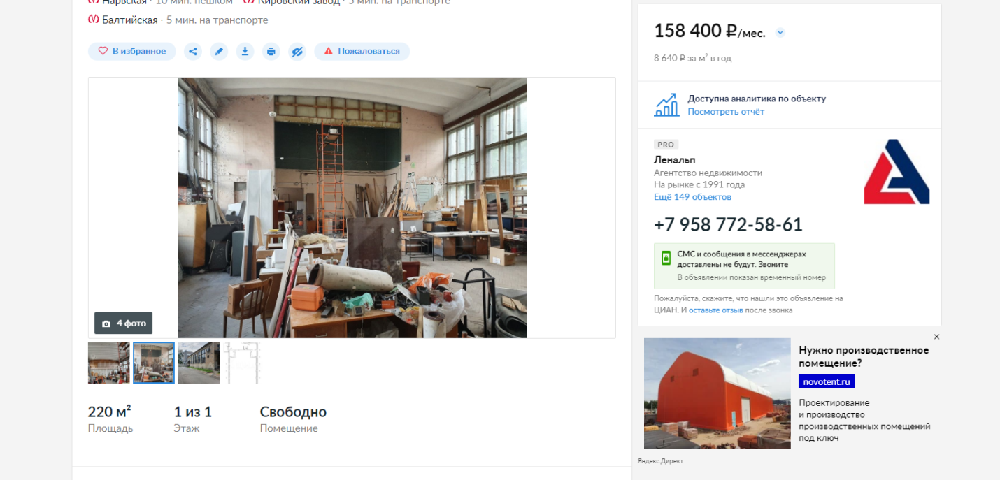 Нарвская · 10 мин. пешком Кировский завод · 5 мин. на транспорте
Балтийская · 5 мин. на транспорте
В избранное
Пожаловаться
4 фото
220 м²
Площадь
1 из 1
Этаж
Свободно
Помещение
158 400 ₽/мес.
8 640 ₽ за м² в год
Доступна аналитика по объекту
Посмотреть отчёт
PRO
Леналып
Агентство недвижимости
На рынке с 1991 года
Ещё 149 объектов
+7 958 772-58-61
СМС и сообщения в мессенджерах
доставлены не будут. Звоните
В объявлении показан временный номер
Пожалуйста, скажите, что нашли это объявление на
ЦИАН. И оставьте отзыв после звонка
Нужно производственное
помещение?
novotent.ru
Проектирование
и производство
производственных помещений
под ключ
Яндекс.Директ